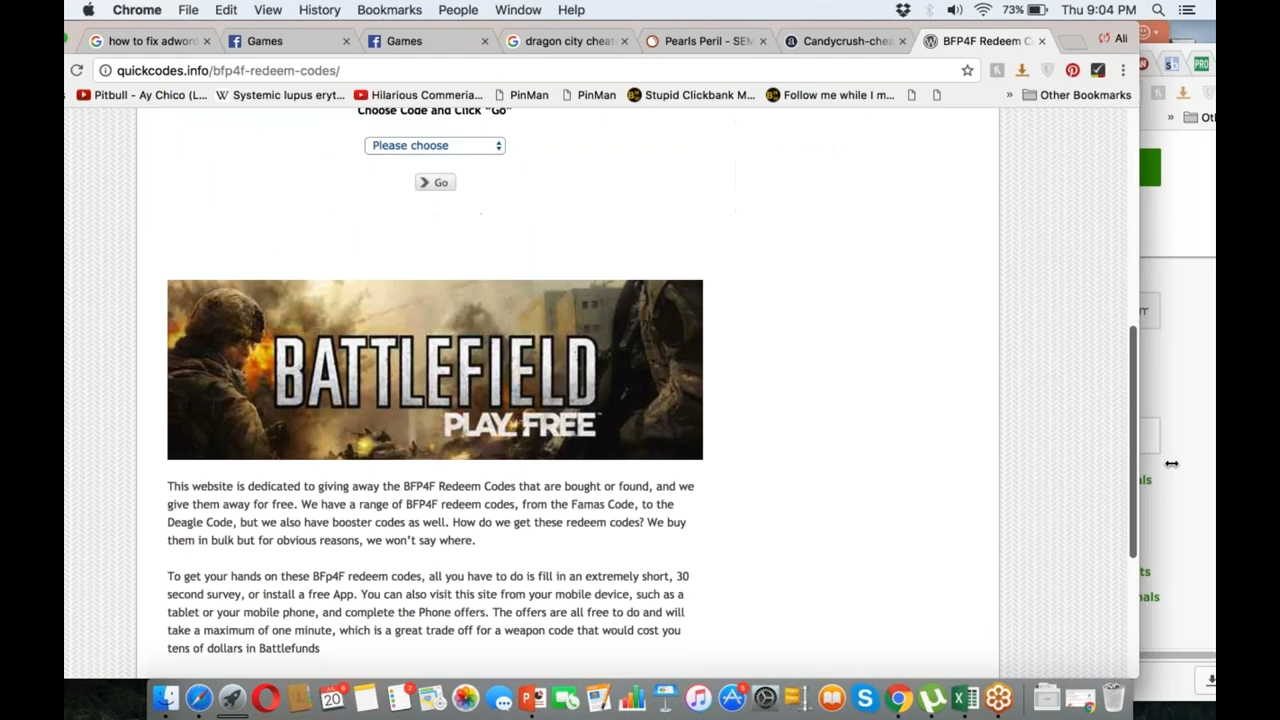 Chrome File Edit View History Bookmarks People Window Help 73% Thu 9:04 PM
how to fix adword Games Games dragon city cheat Pearls Peril - SEM Candycrush-chea BFP4F Redeem C Ali
quickcodes.info/bfp4f-redeem-codes/
Pitbull - Ay Chico (L... Systemic lupus eryt... Hilarious Commeria... PinMan PinMan Stupid Clickbank M... Follow me while I m... » Other Bookmarks
PRO
» Ot
Choose Code and Click "Go"
Please choose
Go
BATTLEFIELD
PLAY4FREE
This website is dedicated to giving away the BFP4F Redeem Codes that are bought or found, and we
give them away for free. We have a range of BFP4F redeem codes, from the Famas Code, to the
Deagle Code, but we also have booster codes as well. How do we get these redeem codes? We buy
them in bulk but for obvious reasons, we won't say where.
To get your hands on these BFp4F redeem codes, all you have to do is fill in an extremely short, 30
second survey, or install a free App. You can also visit this site from your mobile device, such as a
tablet or your mobile phone, and complete the Phone offers. The offers are all free to do and will
take a maximum of one minute, which is a great trade off for a weapon code that would cost you
tens of dollars in Battlefunds
als
ts
nals
20